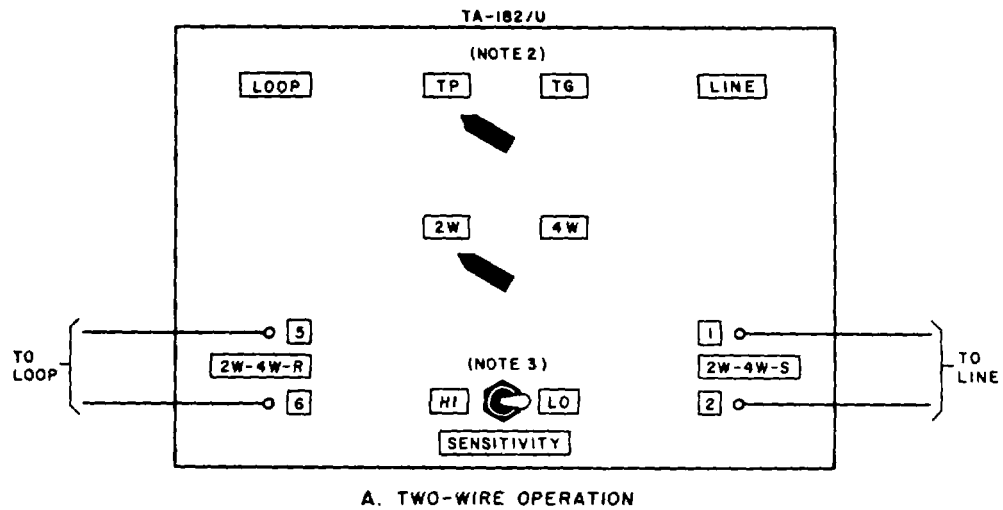 TA-182/U
(NOTE 2)
LOOP TP TG LINE
2W 4W
5 1
TO LOOP 2W-4W-R (NOTE 3) 2W-4W-S TO LINE
6 HI LO 2
SENSITIVITY
A. TWO-WIRE OPERATION